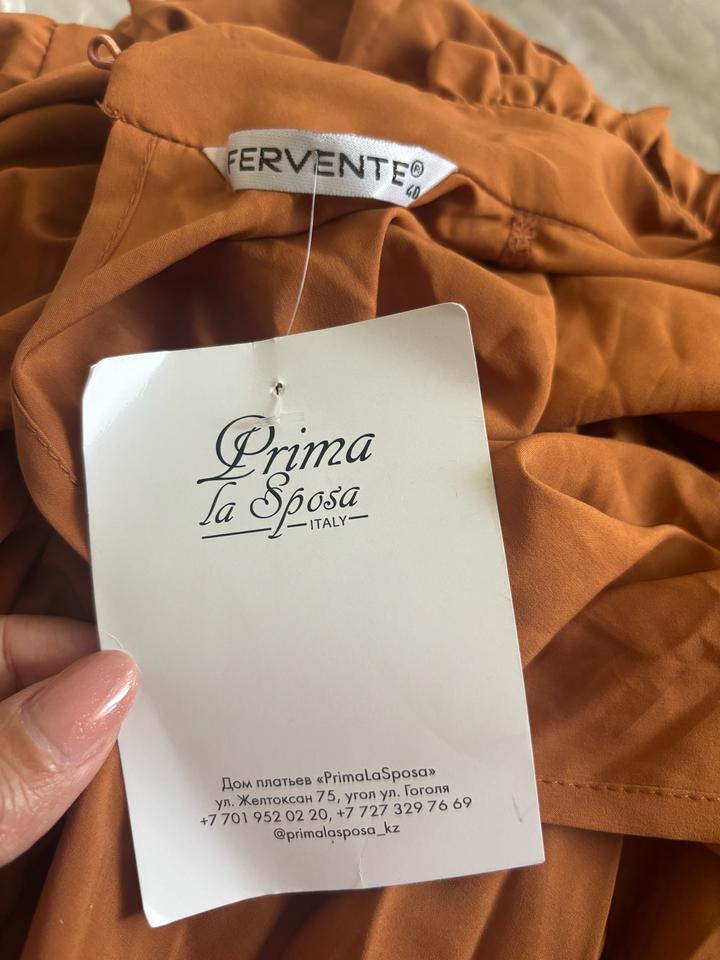 FERVENTE®
40
Prima
la Sposa
ITALY
Дом платьев «PrimaLaSposa»
ул. Желтоксан 75, угол ул. Гоголя
+7 701 952 02 20, +7 727 329 76 69
@primalasposa_kz